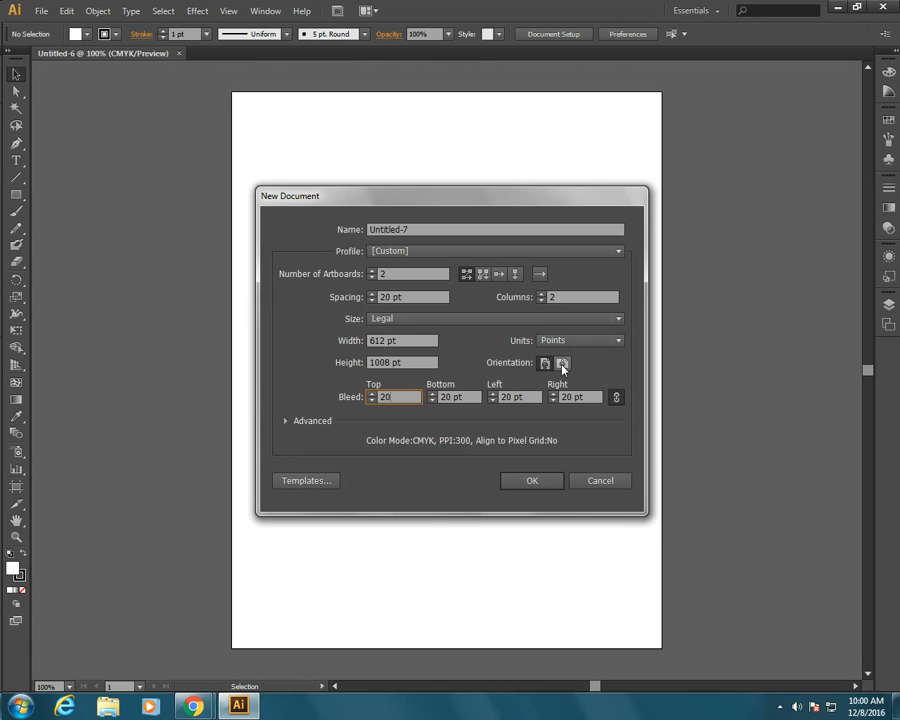 Ai File Edit Object Type Select Effect View Window Help Br Essentials
No Selection Stroke: 1 pt Uniform 5 pt. Round Opacity: 100% Style: Document Setup Preferences
Untitled-6 @ 100% (CMYK/Preview) ×
New Document
Name: Untitled-7
Profile: [Custom]
Number of Artboards: 2
Spacing: 20 pt Columns: 2
Size: Legal
Width: 612 pt Units: Points
Height: 1008 pt Orientation:
Top Bottom Left Right
Bleed: 20 20 pt 20 pt 20 pt
Advanced
Color Mode:CMYK, PPI:300, Align to Pixel Grid:No
Templates... OK Cancel
100% 1 Selection
Ai 10:00 AM
12/8/2016